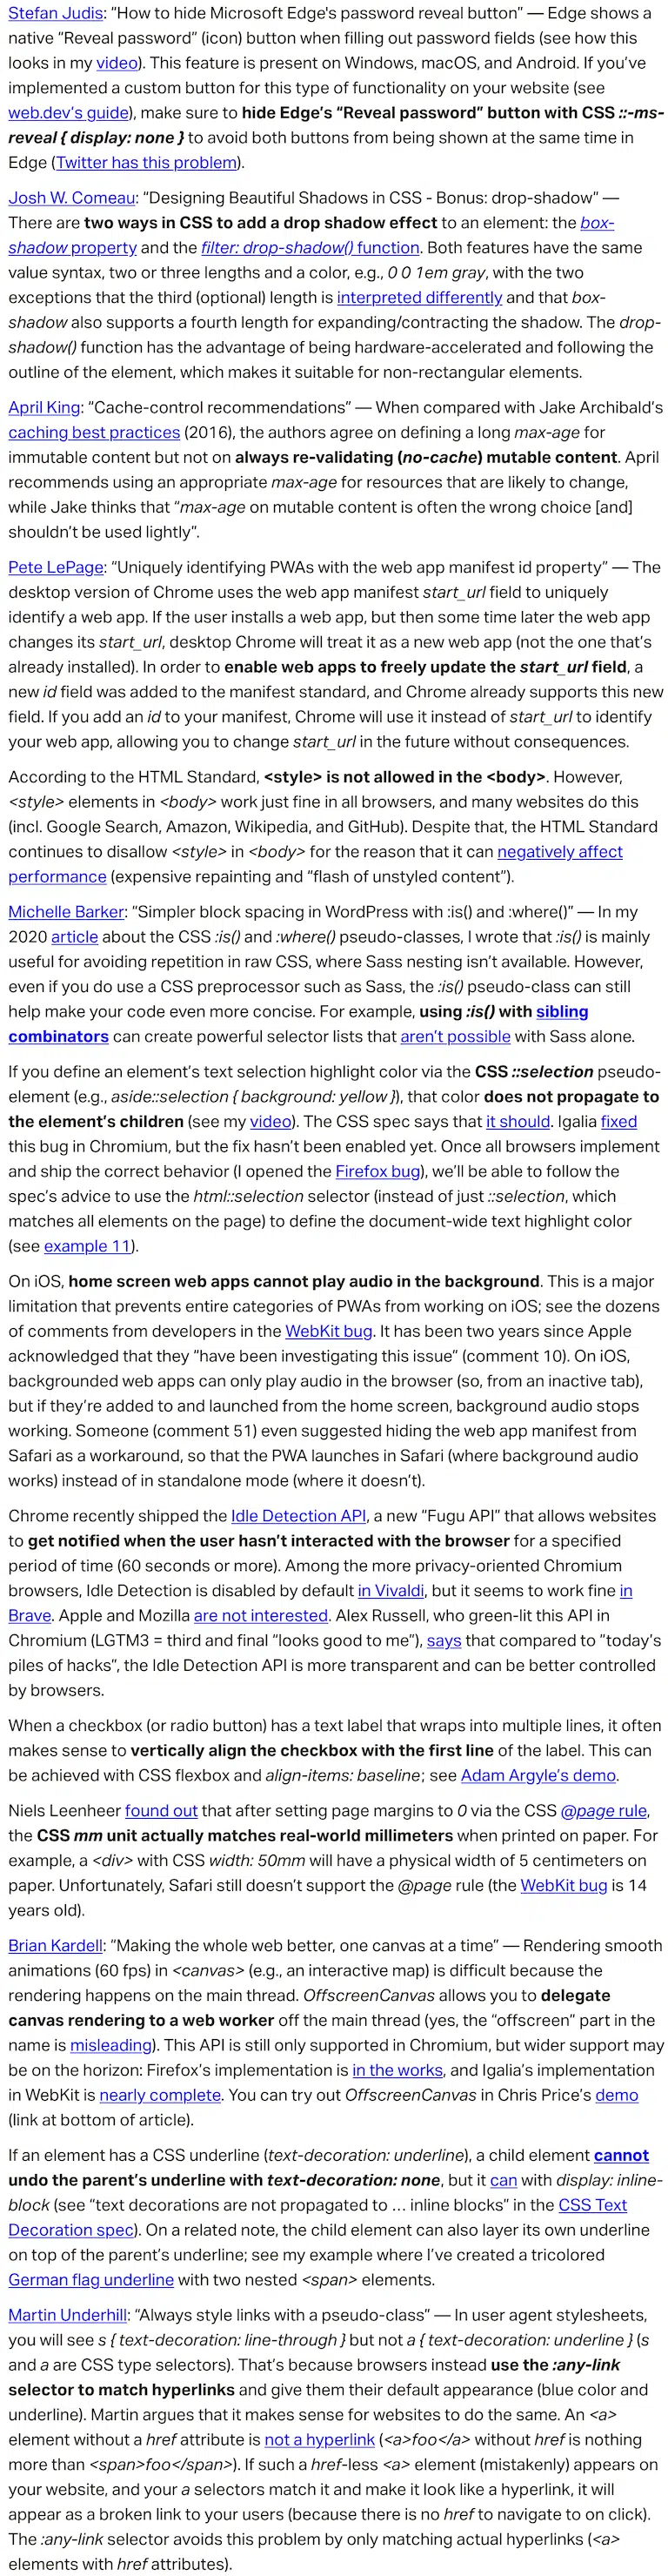 Stefan Judis: “How to hide Microsoft Edge's password reveal button” — Edge shows a
native “Reveal password” (icon) button when filling out password fields (see how this
looks in my video). This feature is present on Windows, macOS, and Android. If you’ve
implemented a custom button for this type of functionality on your website (see
web.dev’s guide), make sure to hide Edge’s “Reveal password” button with CSS ::-ms-
reveal { display: none } to avoid both buttons from being shown at the same time in
Edge (Twitter has this problem).
Josh W. Comeau: “Designing Beautiful Shadows in CSS - Bonus: drop-shadow” —
There are two ways in CSS to add a drop shadow effect to an element: the box-
shadow property and the filter: drop-shadow() function. Both features have the same
value syntax, two or three lengths and a color, e.g., 0 0 1em gray, with the two
exceptions that the third (optional) length is interpreted differently and that box-
shadow also supports a fourth length for expanding/contracting the shadow. The drop-
shadow() function has the advantage of being hardware-accelerated and following the
outline of the element, which makes it suitable for non-rectangular elements.
April King: “Cache-control recommendations” — When compared with Jake Archibald’s
caching best practices (2016), the authors agree on defining a long max-age for
immutable content but not on always re-validating (no-cache) mutable content. April
recommends using an appropriate max-age for resources that are likely to change,
while Jake thinks that “max-age on mutable content is often the wrong choice [and]
shouldn’t be used lightly”.
Pete LePage: “Uniquely identifying PWAs with the web app manifest id property” — The
desktop version of Chrome uses the web app manifest start_url field to uniquely
identify a web app. If the user installs a web app, but then some time later the web app
changes its start_url, desktop Chrome will treat it as a new web app (not the one that’s
already installed). In order to enable web apps to freely update the start_url field, a
new id field was added to the manifest standard, and Chrome already supports this new
field. If you add an id to your manifest, Chrome will use it instead of start_url to identify
your web app, allowing you to change start_url in the future without consequences.
According to the HTML Standard, <style> is not allowed in the <body>. However,
<style> elements in <body> work just fine in all browsers, and many websites do this
(incl. Google Search, Amazon, Wikipedia, and GitHub). Despite that, the HTML Standard
continues to disallow <style> in <body> for the reason that it can negatively affect
performance (expensive repainting and “flash of unstyled content”).
Michelle Barker: “Simpler block spacing in WordPress with :is() and :where()” — In my
2020 article about the CSS :is() and :where() pseudo-classes, I wrote that :is() is mainly
useful for avoiding repetition in raw CSS, where Sass nesting isn’t available. However,
even if you do use a CSS preprocessor such as Sass, the :is() pseudo-class can still
help make your code even more concise. For example, using :is() with sibling
combinators can create powerful selector lists that aren’t possible with Sass alone.
If you define an element’s text selection highlight color via the CSS ::selection pseudo-
element (e.g., aside::selection { background: yellow }), that color does not propagate to
the element’s children (see my video). The CSS spec says that it should. Igalia fixed
this bug in Chromium, but the fix hasn’t been enabled yet. Once all browsers implement
and ship the correct behavior (I opened the Firefox bug), we’ll be able to follow the
spec’s advice to use the html::selection selector (instead of just ::selection, which
matches all elements on the page) to define the document-wide text highlight color
(see example 11).
On iOS, home screen web apps cannot play audio in the background. This is a major
limitation that prevents entire categories of PWAs from working on iOS; see the dozens
of comments from developers in the WebKit bug. It has been two years since Apple
acknowledged that they “have been investigating this issue” (comment 10). On iOS,
backgrounded web apps can only play audio in the browser (so, from an inactive tab),
but if they’re added to and launched from the home screen, background audio stops
working. Someone (comment 51) even suggested hiding the web app manifest from
Safari as a workaround, so that the PWA launches in Safari (where background audio
works) instead of in standalone mode (where it doesn’t).
Chrome recently shipped the Idle Detection API, a new “Fugu API” that allows websites
to get notified when the user hasn’t interacted with the browser for a specified
period of time (60 seconds or more). Among the more privacy-oriented Chromium
browsers, Idle Detection is disabled by default in Vivaldi, but it seems to work fine in
Brave. Apple and Mozilla are not interested. Alex Russell, who green-lit this API in
Chromium (LGTM3 = third and final “looks good to me”), says that compared to “today’s
piles of hacks”, the Idle Detection API is more transparent and can be better controlled
by browsers.
When a checkbox (or radio button) has a text label that wraps into multiple lines, it often
makes sense to vertically align the checkbox with the first line of the label. This can
be achieved with CSS flexbox and align-items: baseline; see Adam Argyle’s demo.
Niels Leenheer found out that after setting page margins to 0 via the CSS @page rule,
the CSS mm unit actually matches real-world millimeters when printed on paper. For
example, a <div> with CSS width: 50mm will have a physical width of 5 centimeters on
paper. Unfortunately, Safari still doesn’t support the @page rule (the WebKit bug is 14
years old).
Brian Kardell: “Making the whole web better, one canvas at a time” — Rendering smooth
animations (60 fps) in <canvas> (e.g., an interactive map) is difficult because the
rendering happens on the main thread. OffscreenCanvas allows you to delegate
canvas rendering to a web worker off the main thread (yes, the “offscreen” part in the
name is misleading). This API is still only supported in Chromium, but wider support may
be on the horizon: Firefox’s implementation is in the works, and Igalia’s implementation
in WebKit is nearly complete. You can try out OffscreenCanvas in Chris Price’s demo
(link at bottom of article).
If an element has a CSS underline (text-decoration: underline), a child element cannot
undo the parent’s underline with text-decoration: none, but it can with display: inline-
block (see “text decorations are not propagated to … inline blocks” in the CSS Text
Decoration spec). On a related note, the child element can also layer its own underline
on top of the parent’s underline; see my example where I’ve created a tricolored
German flag underline with two nested <span> elements.
Martin Underhill: “Always style links with a pseudo-class” — In user agent stylesheets,
you will see s { text-decoration: line-through } but not a { text-decoration: underline } (s
and a are CSS type selectors). That’s because browsers instead use the :any-link
selector to match hyperlinks and give them their default appearance (blue color and
underline). Martin argues that it makes sense for websites to do the same. An <a>
element without a href attribute is not a hyperlink (<a>foo</a> without href is nothing
more than <span>foo</span>). If such a href-less <a> element (mistakenly) appears on
your website, and your a selectors match it and make it look like a hyperlink, it will
appear as a broken link to your users (because there is no href to navigate to on click).
The :any-link selector avoids this problem by only matching actual hyperlinks (<a>
elements with href attributes).